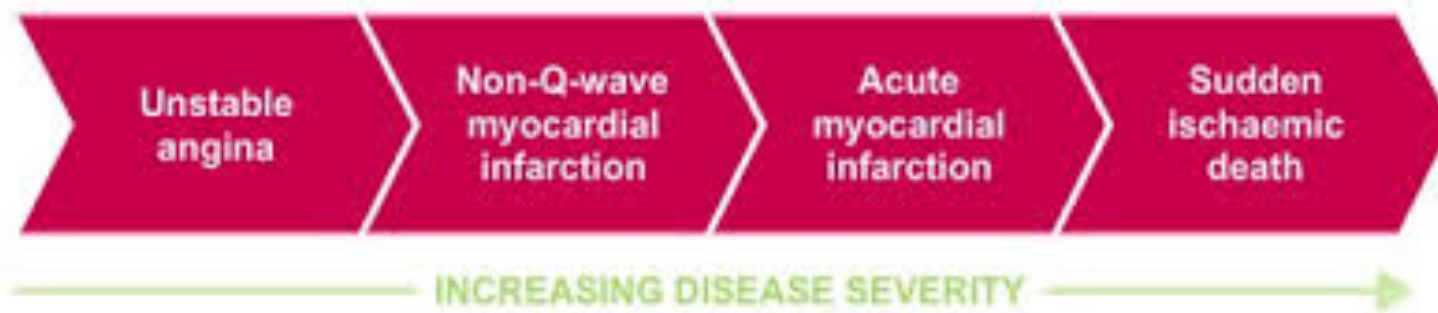 Unstable
angina
Non-Q-wave
myocardial
infarction
Acute
myocardial
infarction
Sudden
ischaemic
death
INCREASING DISEASE SEVERITY